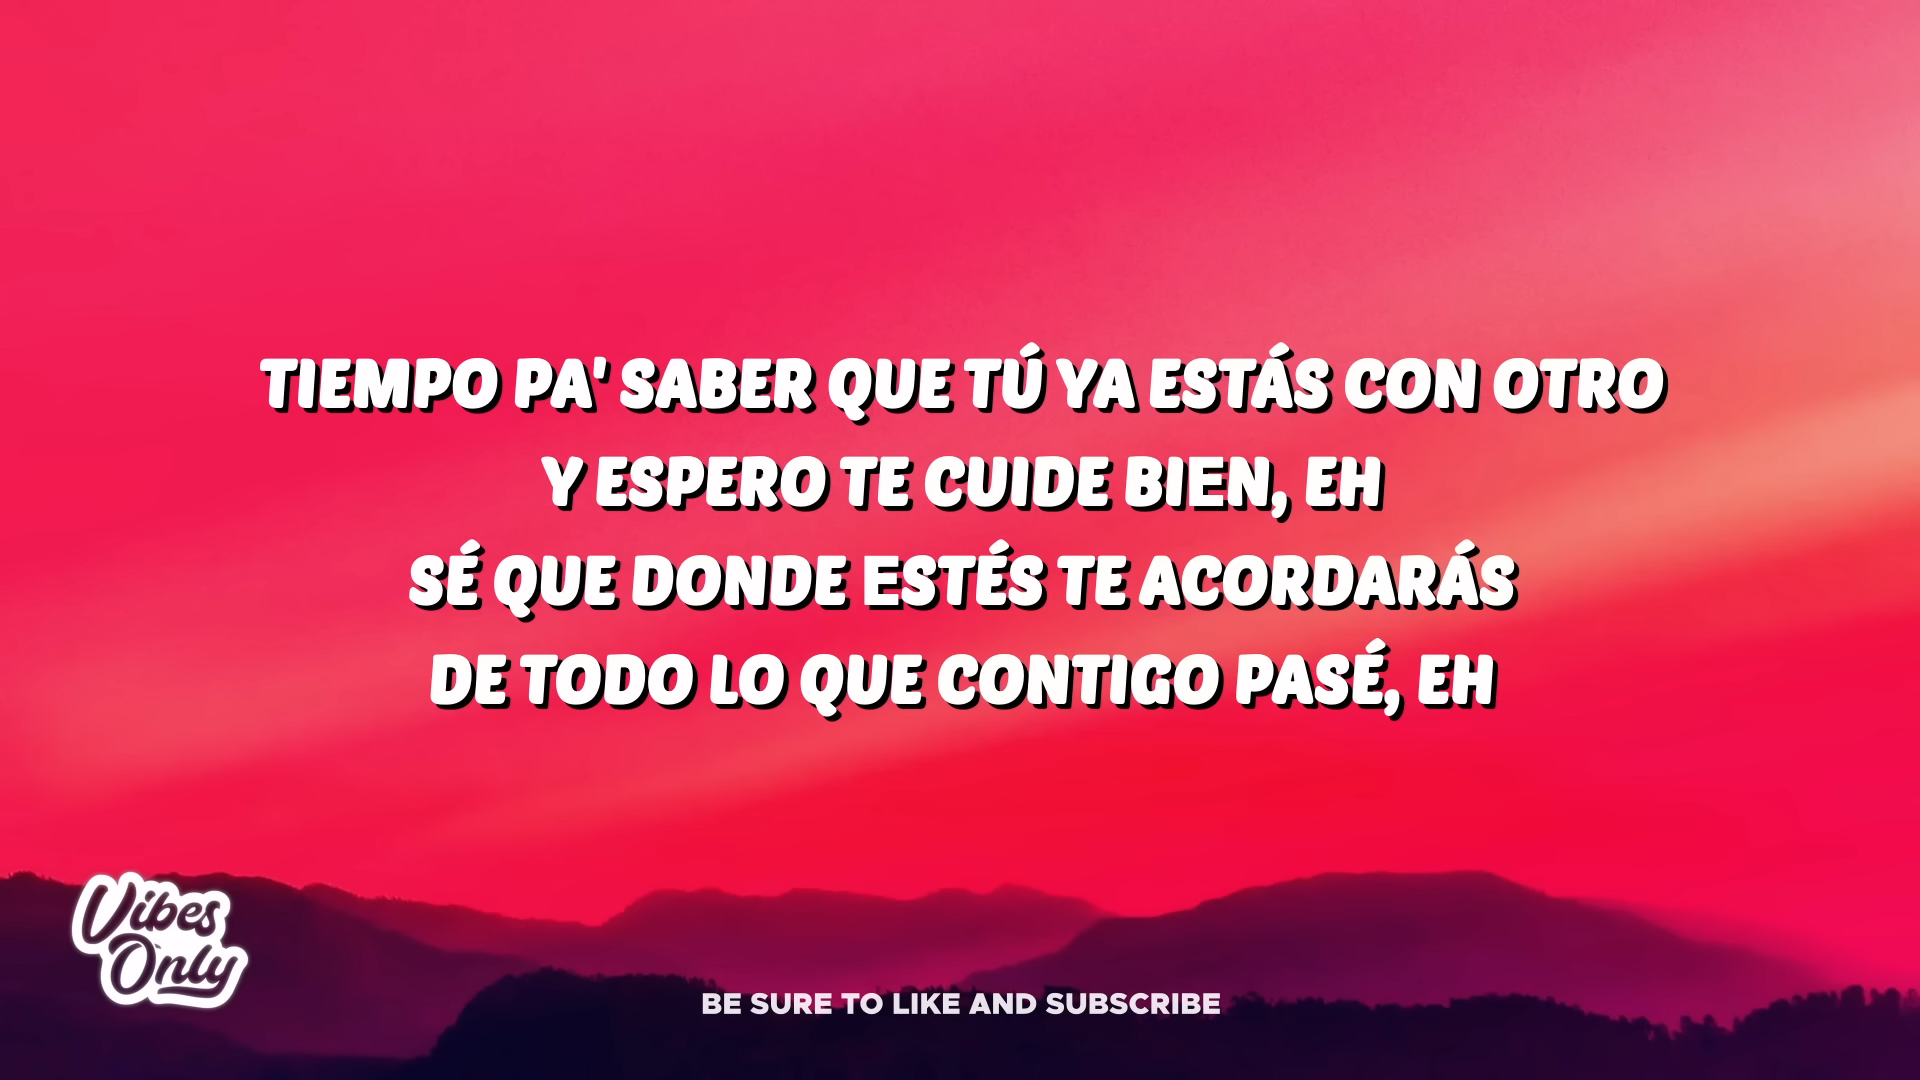 TIEMPO PA' SABER QUE TÚ YA ESTÁS CON OTRO
Y ESPERO TE CUIDE BIEN, EH
SÉ QUE DONDE ESTÉS TE ACORDARÁS
DE TODO LO QUE CONTIGO PASÉ, EH
Vibes
Only
BE SURE TO LIKE AND SUBSCRIBE